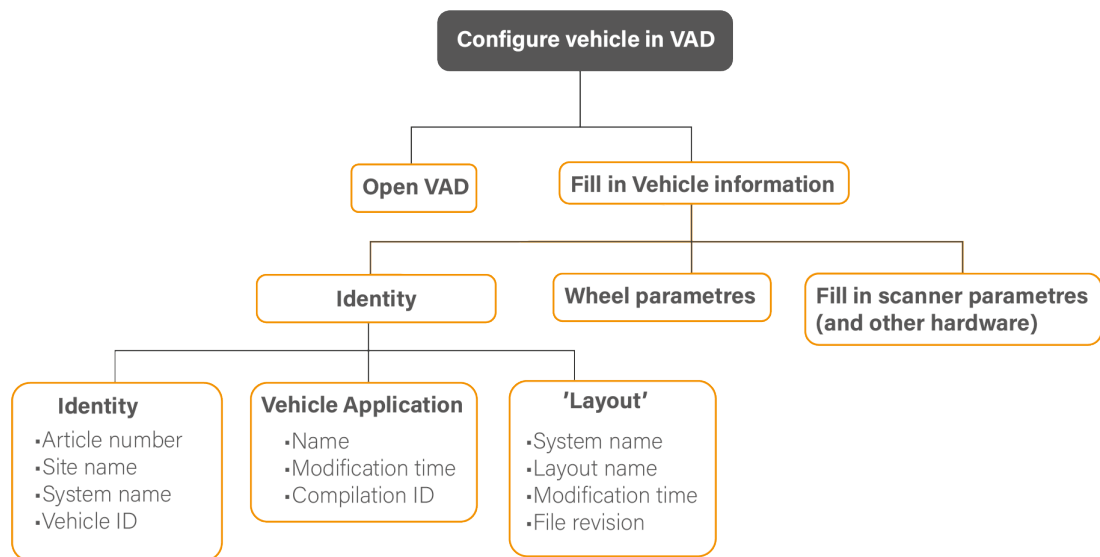 Configure vehicle in VAD
Open VAD
Fill in Vehicle information
Identity
Wheel parametres
Fill in scanner parametres
(and other hardware)
Identity
▪Article number
▪Site name
▪System name
▪Vehicle ID
Vehicle Application
▪Name
▪Modification time
▪Compilation ID
’Layout’
▪System name
▪Layout name
▪Modification time
▪File revision